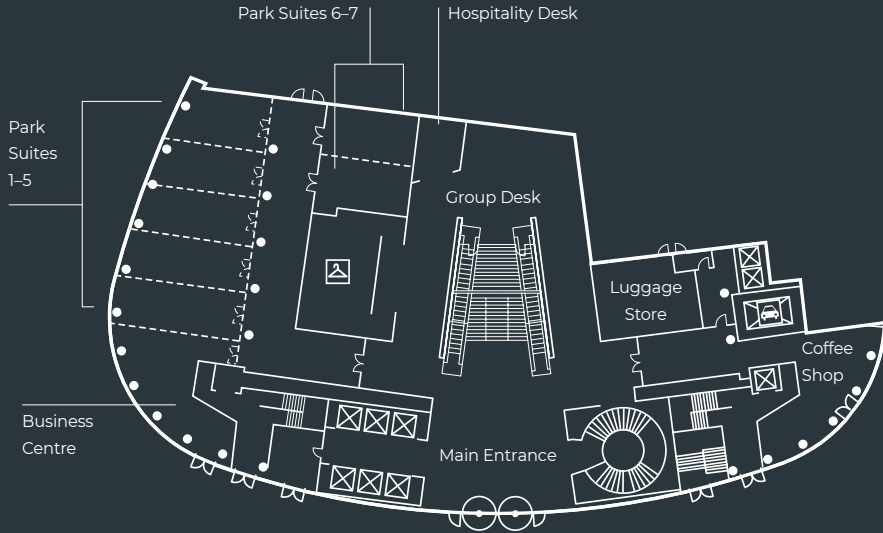 Park Suites 6–7
Hospitality Desk
Park
Suites
1–5
Group Desk
Luggage
Store
Coffee
Shop
Business
Centre
Main Entrance